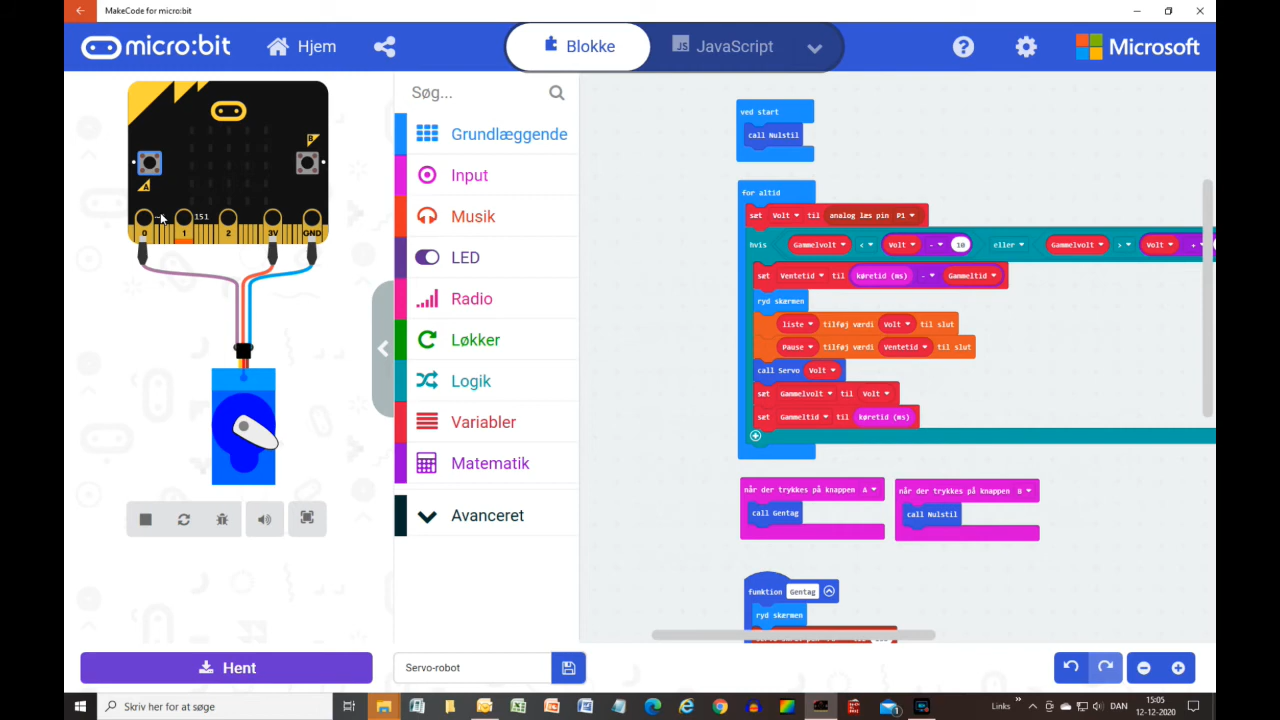 MakeCode for micro:bit
micro:bit
Hjem
Blokke
JS
JavaScript
?
Microsoft
B
A
151
0
1
2
3V
GND
Søg...
Grundlæggende
Input
Musik
LED
Radio
Løkker
Logik
Variabler
Matematik
Avanceret
ved start
call Nulstil
for altid
sæt Volt til analog læs pin P1
hvis Gammelvolt < Volt - 10 eller Gammelvolt > Volt +
sæt Ventetid til køretid (ms) - Gammeltid
ryd skærmen
liste tilføj værdi Volt til slut
Pause tilføj værdi Ventetid til slut
call Servo Volt
sæt Gammelvolt til Volt
sæt Gammeltid til køretid (ms)
når der trykkes på knappen A
call Gentag
når der trykkes på knappen B
call Nulstil
funktion Gentag
ryd skærmen
Hent
Servo-robot
Skriv her for at søge
Links
DAN
15:05
12-12-2020